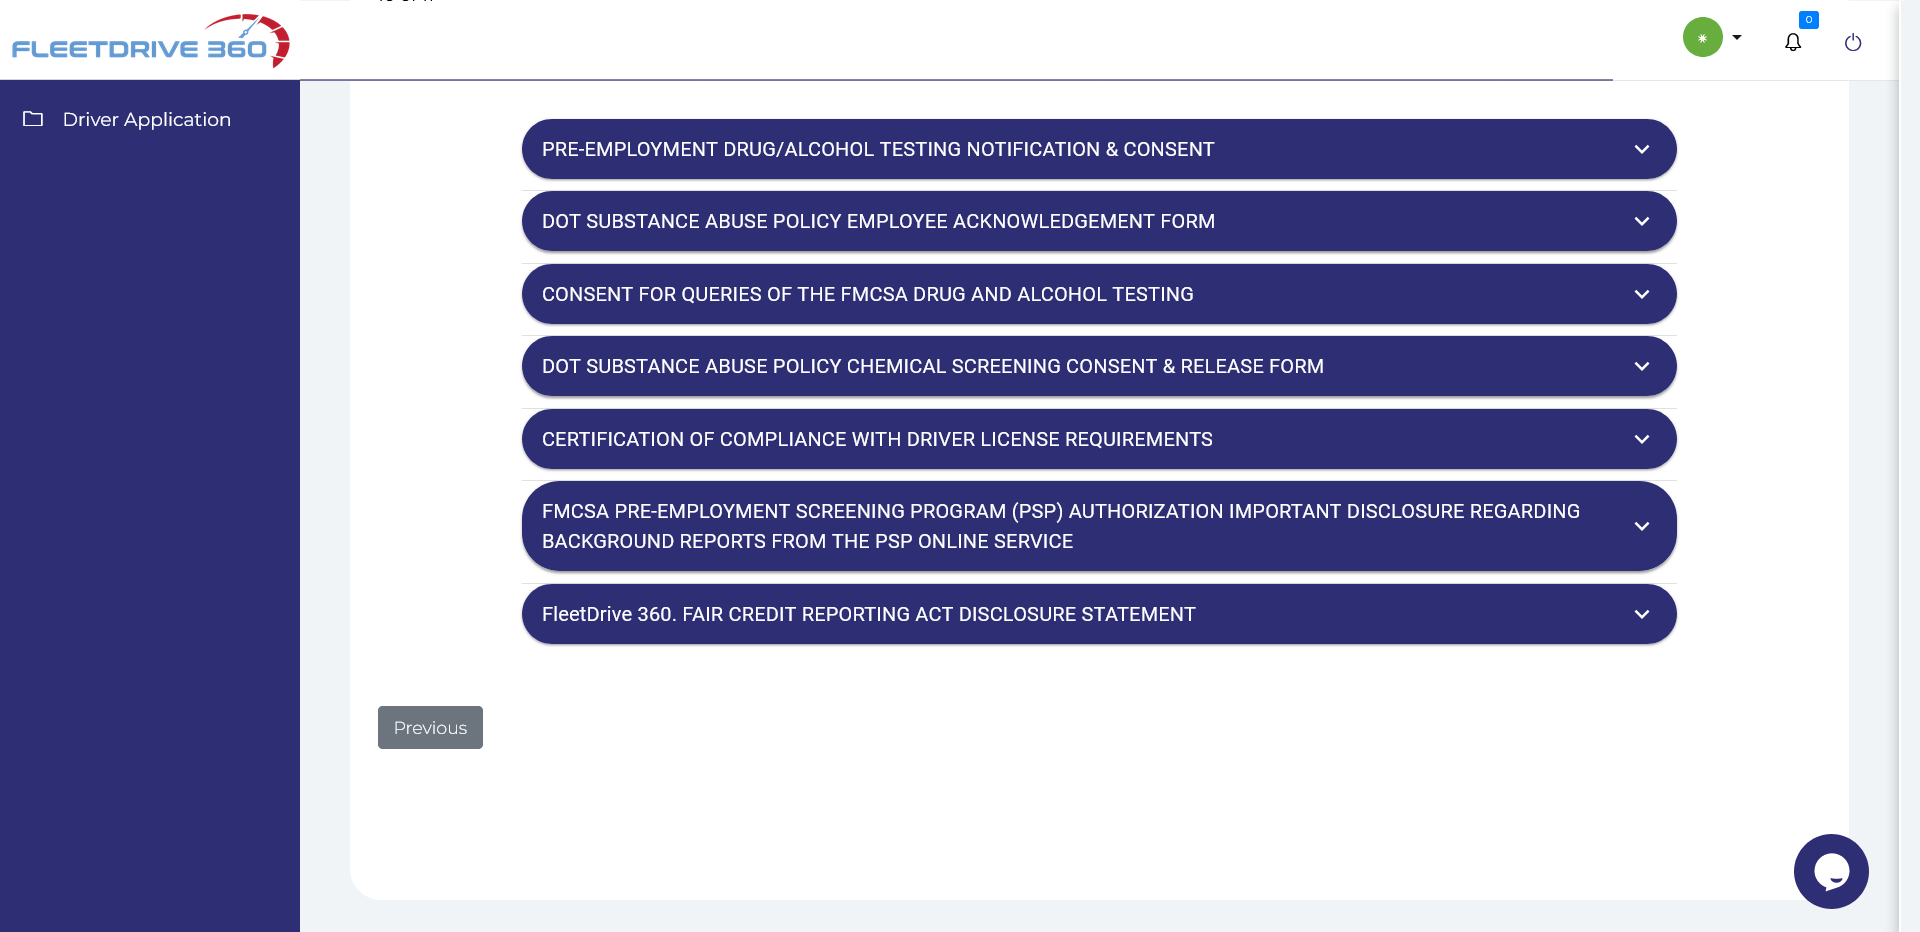 FLEETDRIVE 360
0
Driver Application
PRE-EMPLOYMENT DRUG/ALCOHOL TESTING NOTIFICATION & CONSENT
DOT SUBSTANCE ABUSE POLICY EMPLOYEE ACKNOWLEDGEMENT FORM
CONSENT FOR QUERIES OF THE FMCSA DRUG AND ALCOHOL TESTING
DOT SUBSTANCE ABUSE POLICY CHEMICAL SCREENING CONSENT & RELEASE FORM
CERTIFICATION OF COMPLIANCE WITH DRIVER LICENSE REQUIREMENTS
FMCSA PRE-EMPLOYMENT SCREENING PROGRAM (PSP) AUTHORIZATION IMPORTANT DISCLOSURE REGARDING
BACKGROUND REPORTS FROM THE PSP ONLINE SERVICE
FleetDrive 360. FAIR CREDIT REPORTING ACT DISCLOSURE STATEMENT
Previous